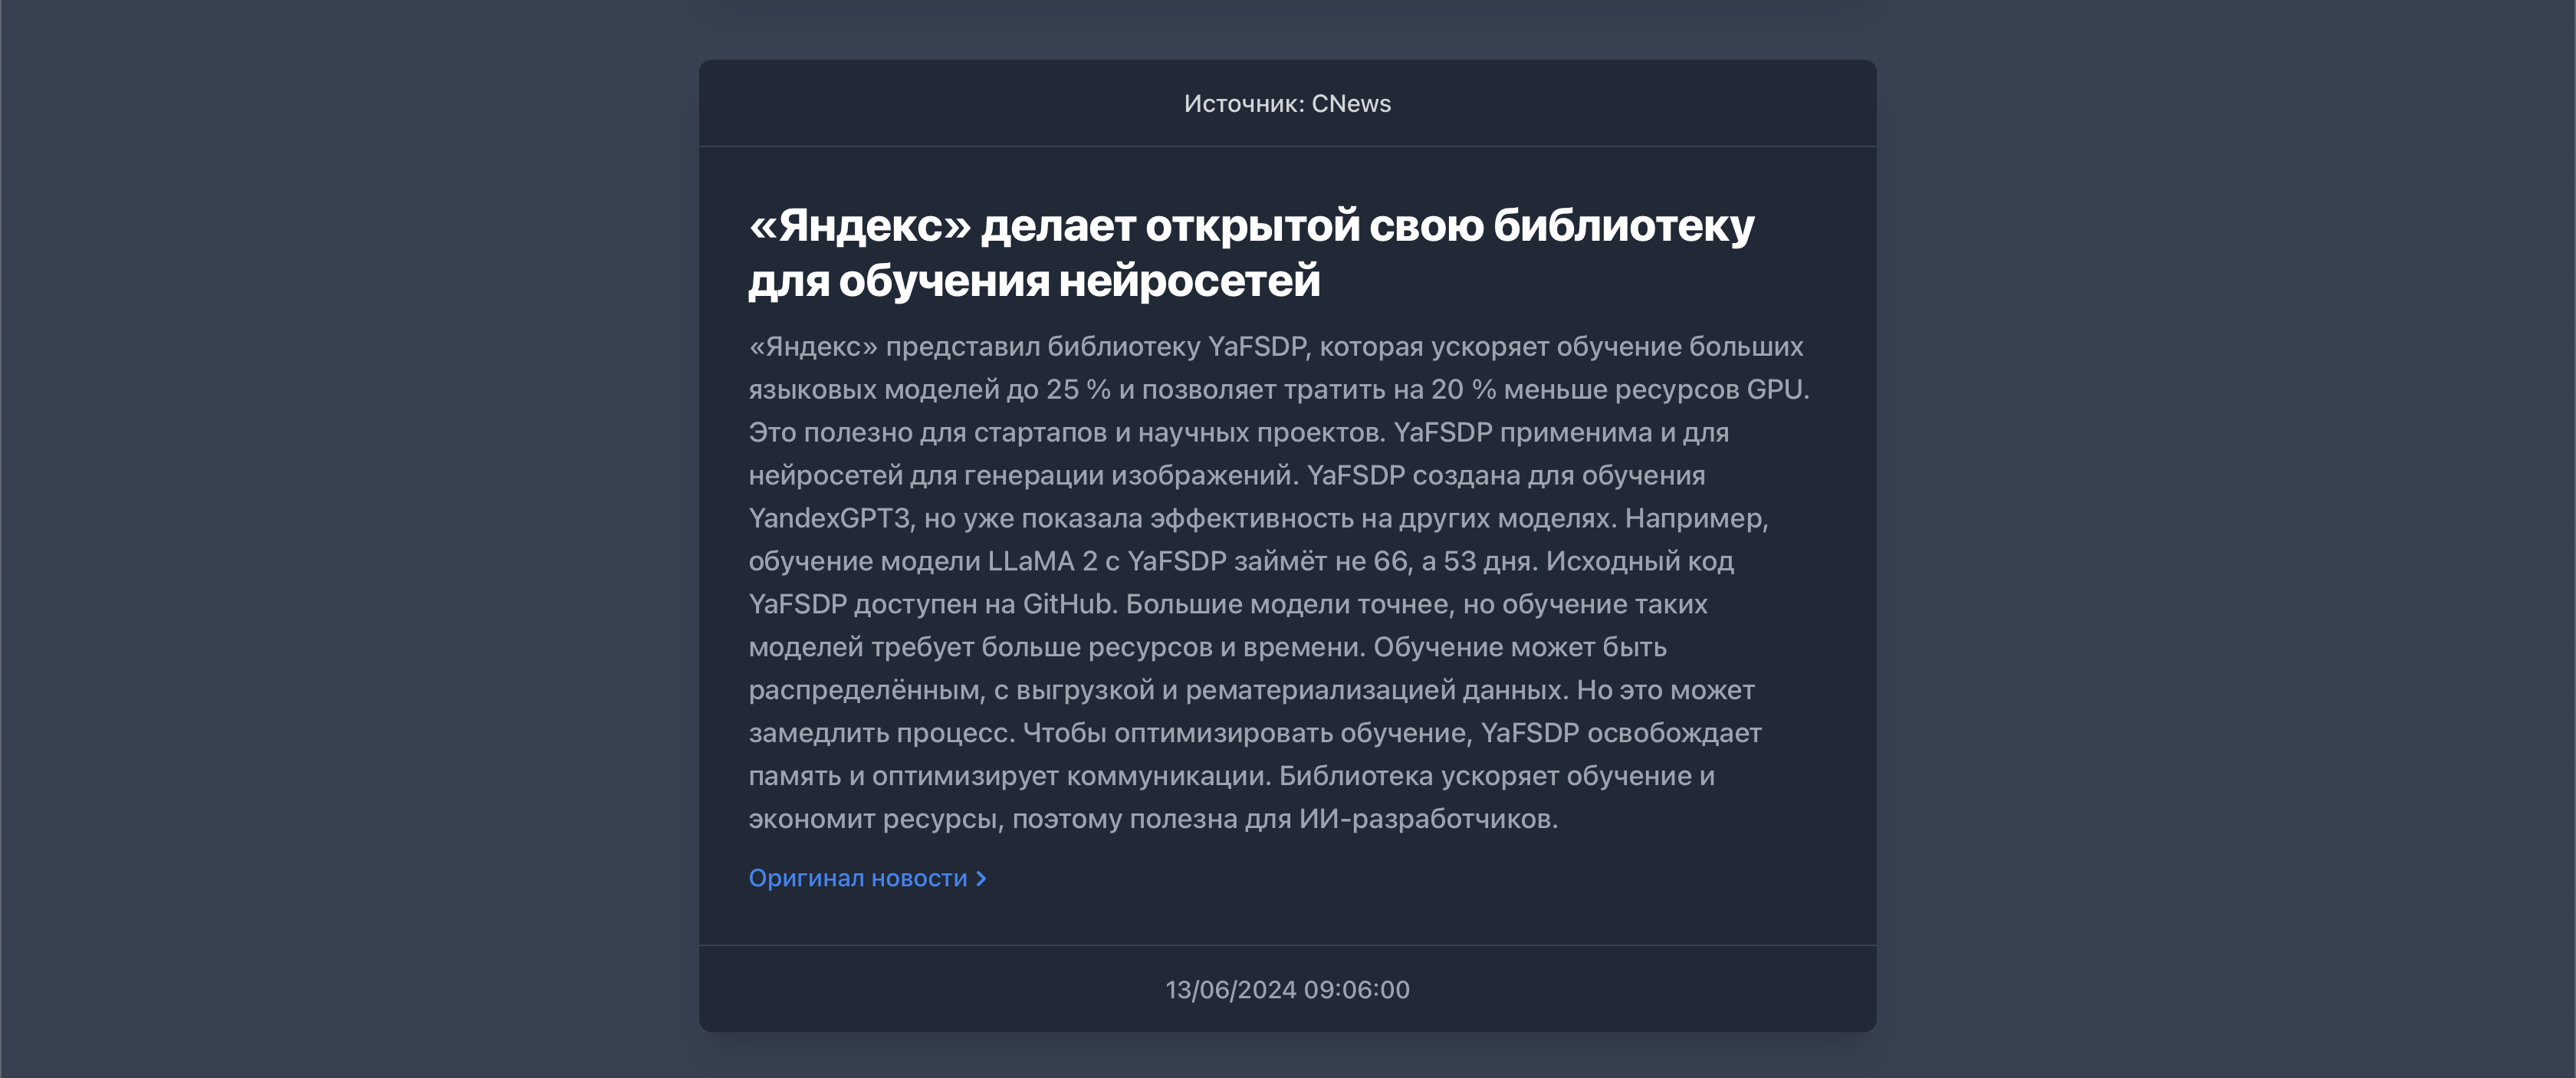 Источник: CNews
«Яндекс» делает открытой свою библиотеку
для обучения нейросетей
«Яндекс» представил библиотеку YaFSDP, которая ускоряет обучение больших
языковых моделей до 25 % и позволяет тратить на 20 % меньше ресурсов GPU.
Это полезно для стартапов и научных проектов. YaFSDP применима и для
нейросетей для генерации изображений. YaFSDP создана для обучения
YandexGPT3, но уже показала эффективность на других моделях. Например,
обучение модели LLaMA 2 с YaFSDP займёт не 66, а 53 дня. Исходный код
YaFSDP доступен на GitHub. Большие модели точнее, но обучение таких
моделей требует больше ресурсов и времени. Обучение может быть
распределённым, с выгрузкой и рематериализацией данных. Но это может
замедлить процесс. Чтобы оптимизировать обучение, YaFSDP освобождает
память и оптимизирует коммуникации. Библиотека ускоряет обучение и
экономит ресурсы, поэтому полезна для ИИ-разработчиков.
Оригинал новости
13/06/2024 09:06:00